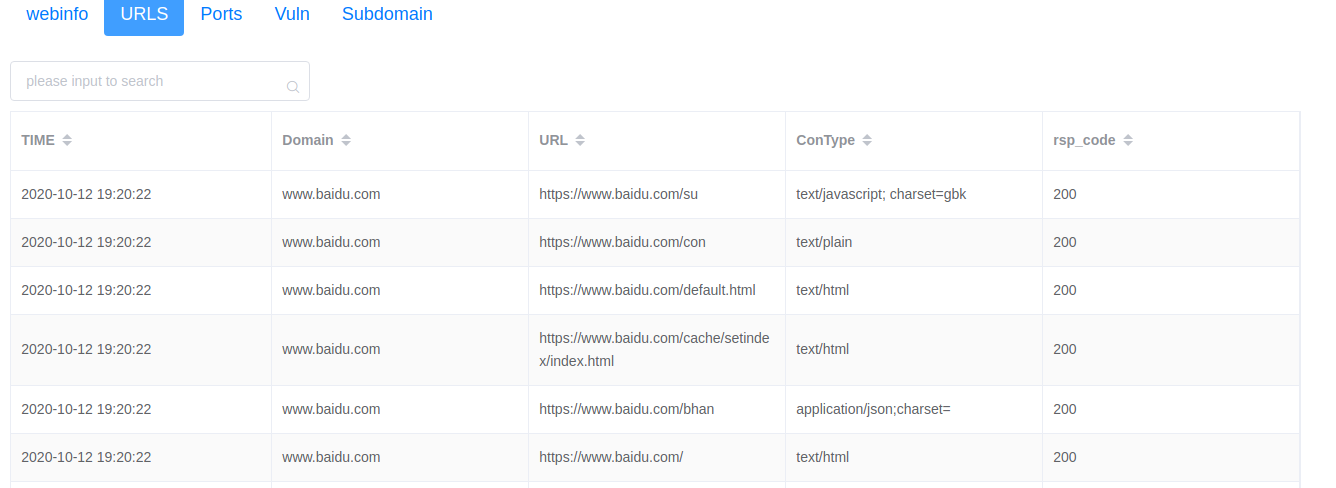 webinfo URLS Ports Vuln Subdomain
please input to search
TIME Domain URL ConType rsp_code
2020-10-12 19:20:22 www.baidu.com https://www.baidu.com/su text/javascript; charset=gbk 200
2020-10-12 19:20:22 www.baidu.com https://www.baidu.com/con text/plain 200
2020-10-12 19:20:22 www.baidu.com https://www.baidu.com/default.html text/html 200
2020-10-12 19:20:22 www.baidu.com https://www.baidu.com/cache/setinde text/html 200
x/index.html
2020-10-12 19:20:22 www.baidu.com https://www.baidu.com/bhan application/json;charset= 200
2020-10-12 19:20:22 www.baidu.com https://www.baidu.com/ text/html 200